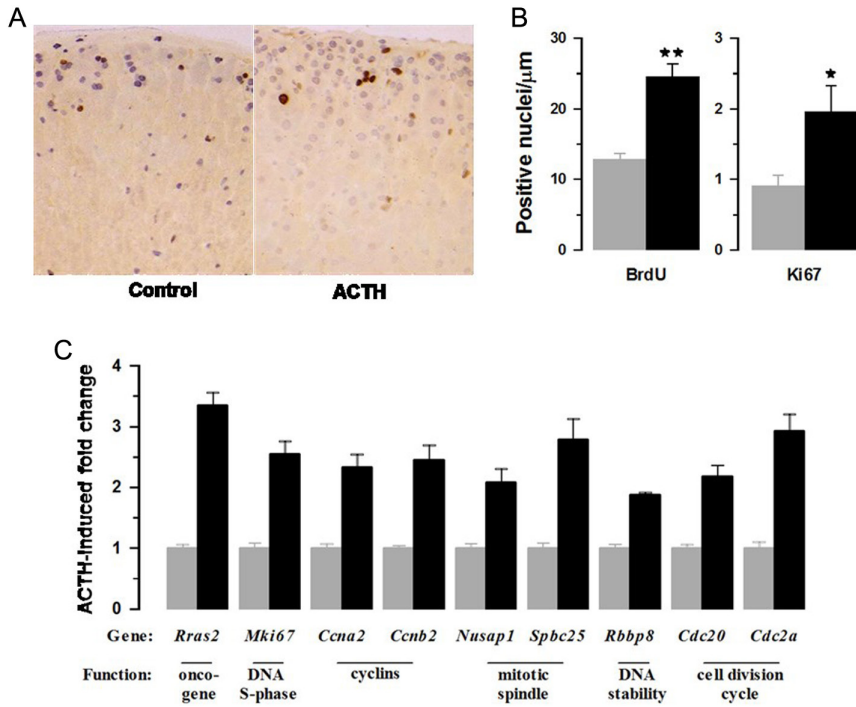 A
Control
ACTH
B
Positive nuclei/μm
30
20
10
0
★★
BrdU
3
2
1
0
★
Ki67
C
ACTH-Induced fold change
4
3
2
1
0
Gene: Rras2 Mki67 Ccna2 Ccnb2 Nusap1 Spbc25 Rbbp8 Cdc20 Cdc2a
Function: onco- DNA cyclins mitotic DNA cell division
gene S-phase spindle stability cycle